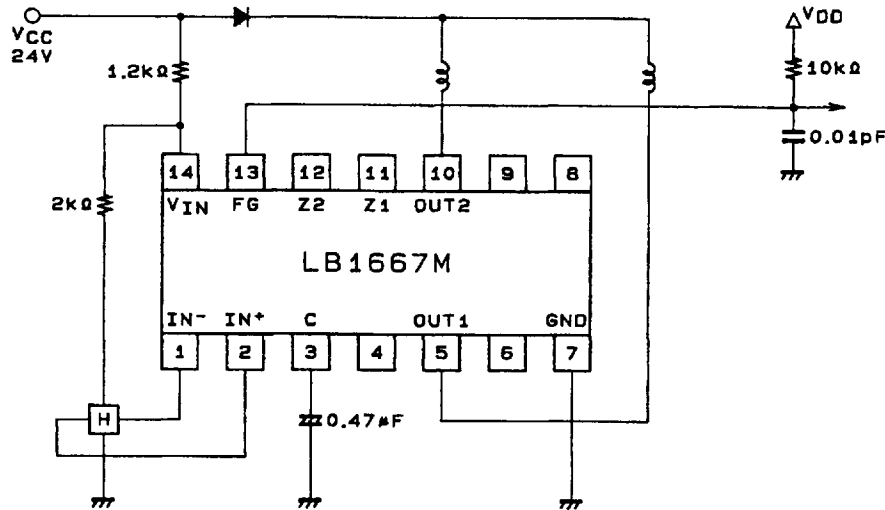 VCC
24V
VDD
1.2kΩ
10kΩ
0.01pF
14 13 12 11 10 9 8
2kΩ
VIN FG Z2 Z1 OUT2
LB1667M
IN- IN+ C OUT1 GND
1 2 3 4 5 6 7
H
0.47μF